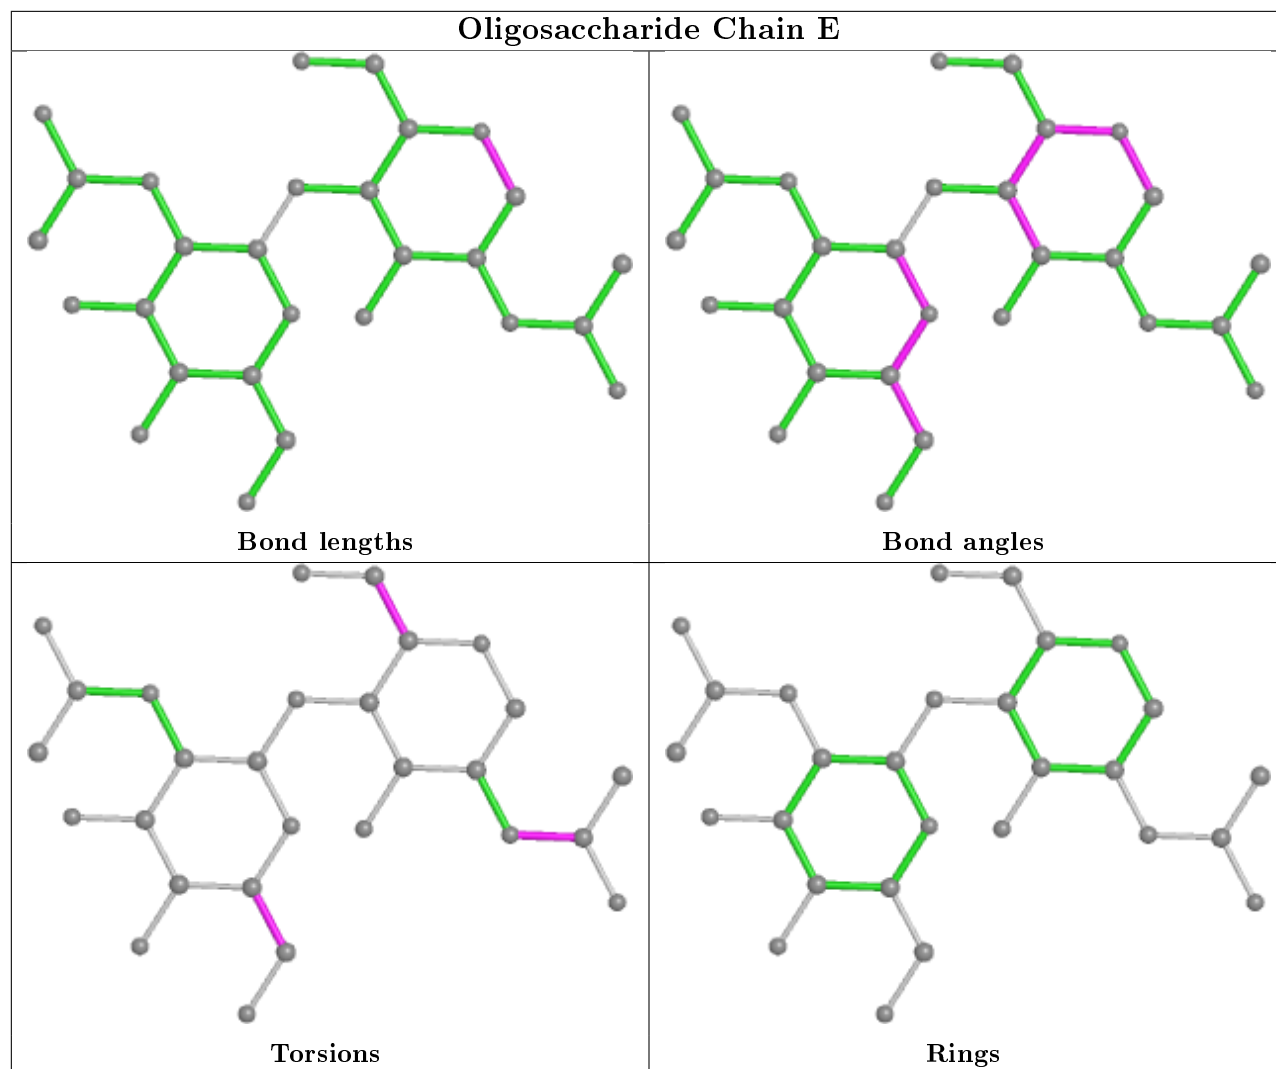 Oligosaccharide Chain E
Bond lengths
Bond angles
Torsions
Rings